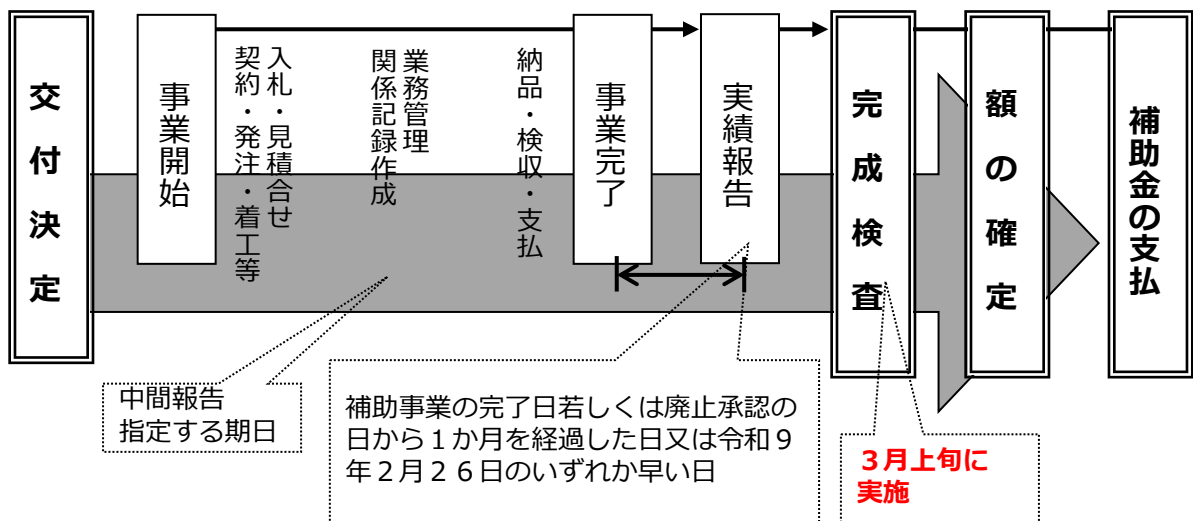 交付決定
事業開始
入札・見積合せ
契約・発注・着工等
業務管理
関係記録作成
納品・検収・支払
事業完了
実績報告
完成検査
額の確定
補助金の支払
中間報告
指定する期日
補助事業の完了日若しくは廃止承認の
日から１か月を経過した日又は令和９
年２月２６日のいずれか早い日
３月上旬に
実施